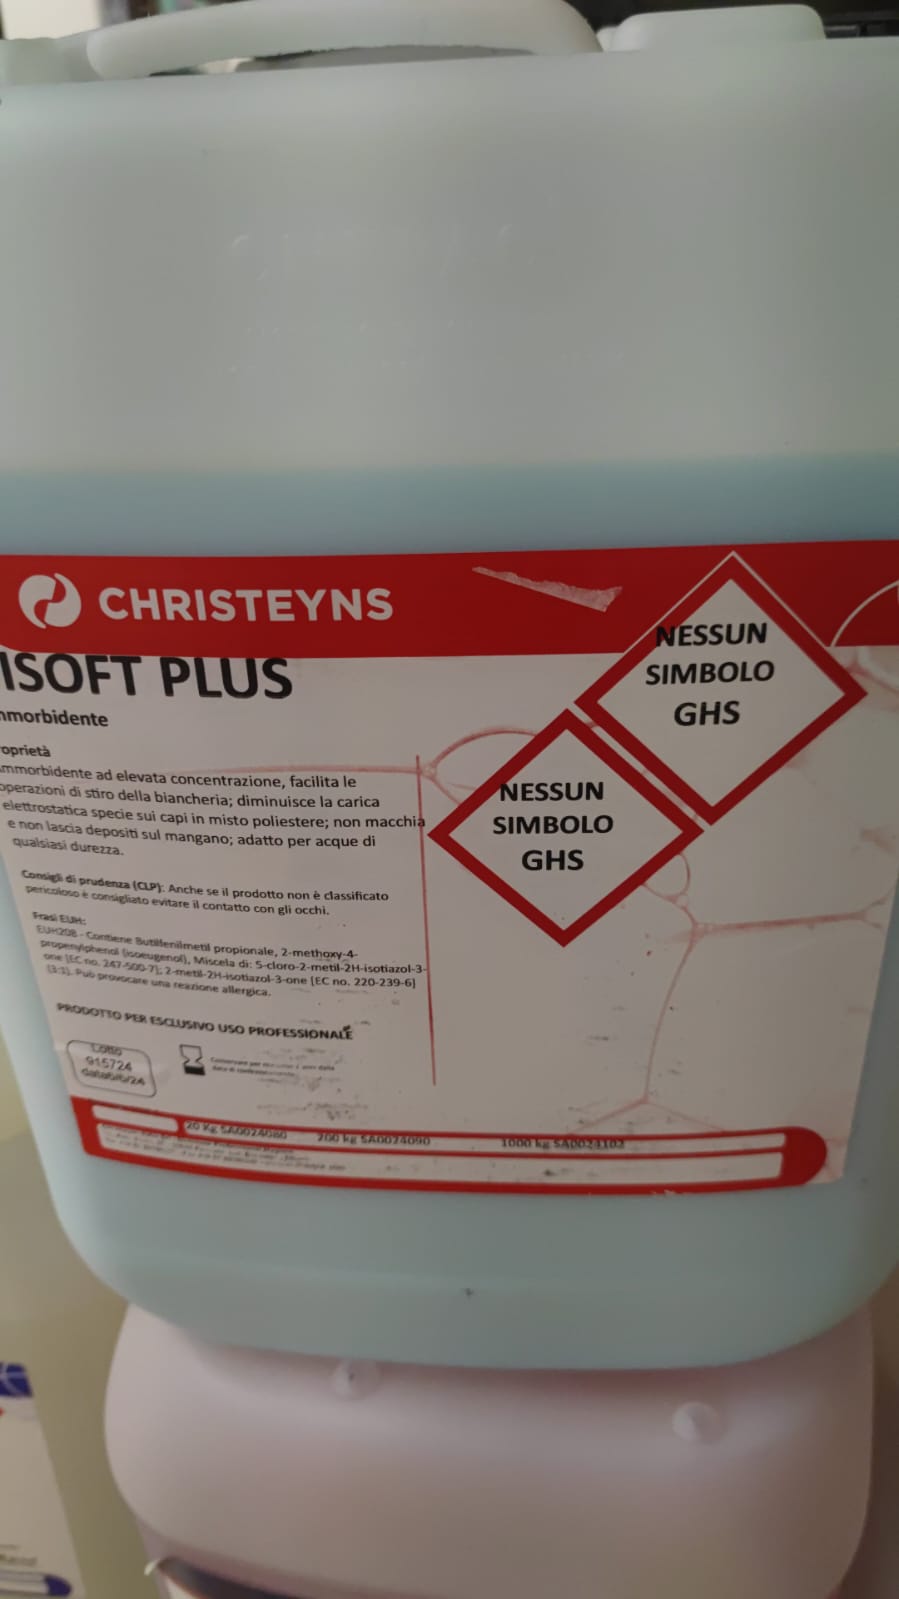 CHRISTEYNS
ISOFT PLUS
mmorbidente
oprietà
mmorbidente ad elevata concentrazione, facilita le
operazioni di stiro della biancheria; diminuisce la carica
elettrostatica specie sui capi in misto poliestere; non macchia
e non lascia depositi sul mangano; adatto per acque di
qualsiasi durezza.
NESSUN
SIMBOLO
GHS
NESSUN
SIMBOLO
GHS
Consigli di prudenza (CLP): Anche se il prodotto non è classificato
pericoloso è consigliato evitare il contatto con gli occhi.
Frasi EUH:
EUH208 - Contiene Butilfenilmetil propionale, 2-methoxy-4-
propenylphenol (isoeugenol), Miscela di: 5-cloro-2-metil-2H-isotiazol-3-
one [EC no. 247-500-7]; 2-metil-2H-isotiazol-3-one [EC no. 220-239-6]
(3:1). Può provocare una reazione allergica.
PRODOTTO PER ESCLUSIVO USO PROFESSIONALE
Lotto
915724
data6/6/24
20 Kg SA0024080 200 kg SA0024090 1000 kg SA0024102